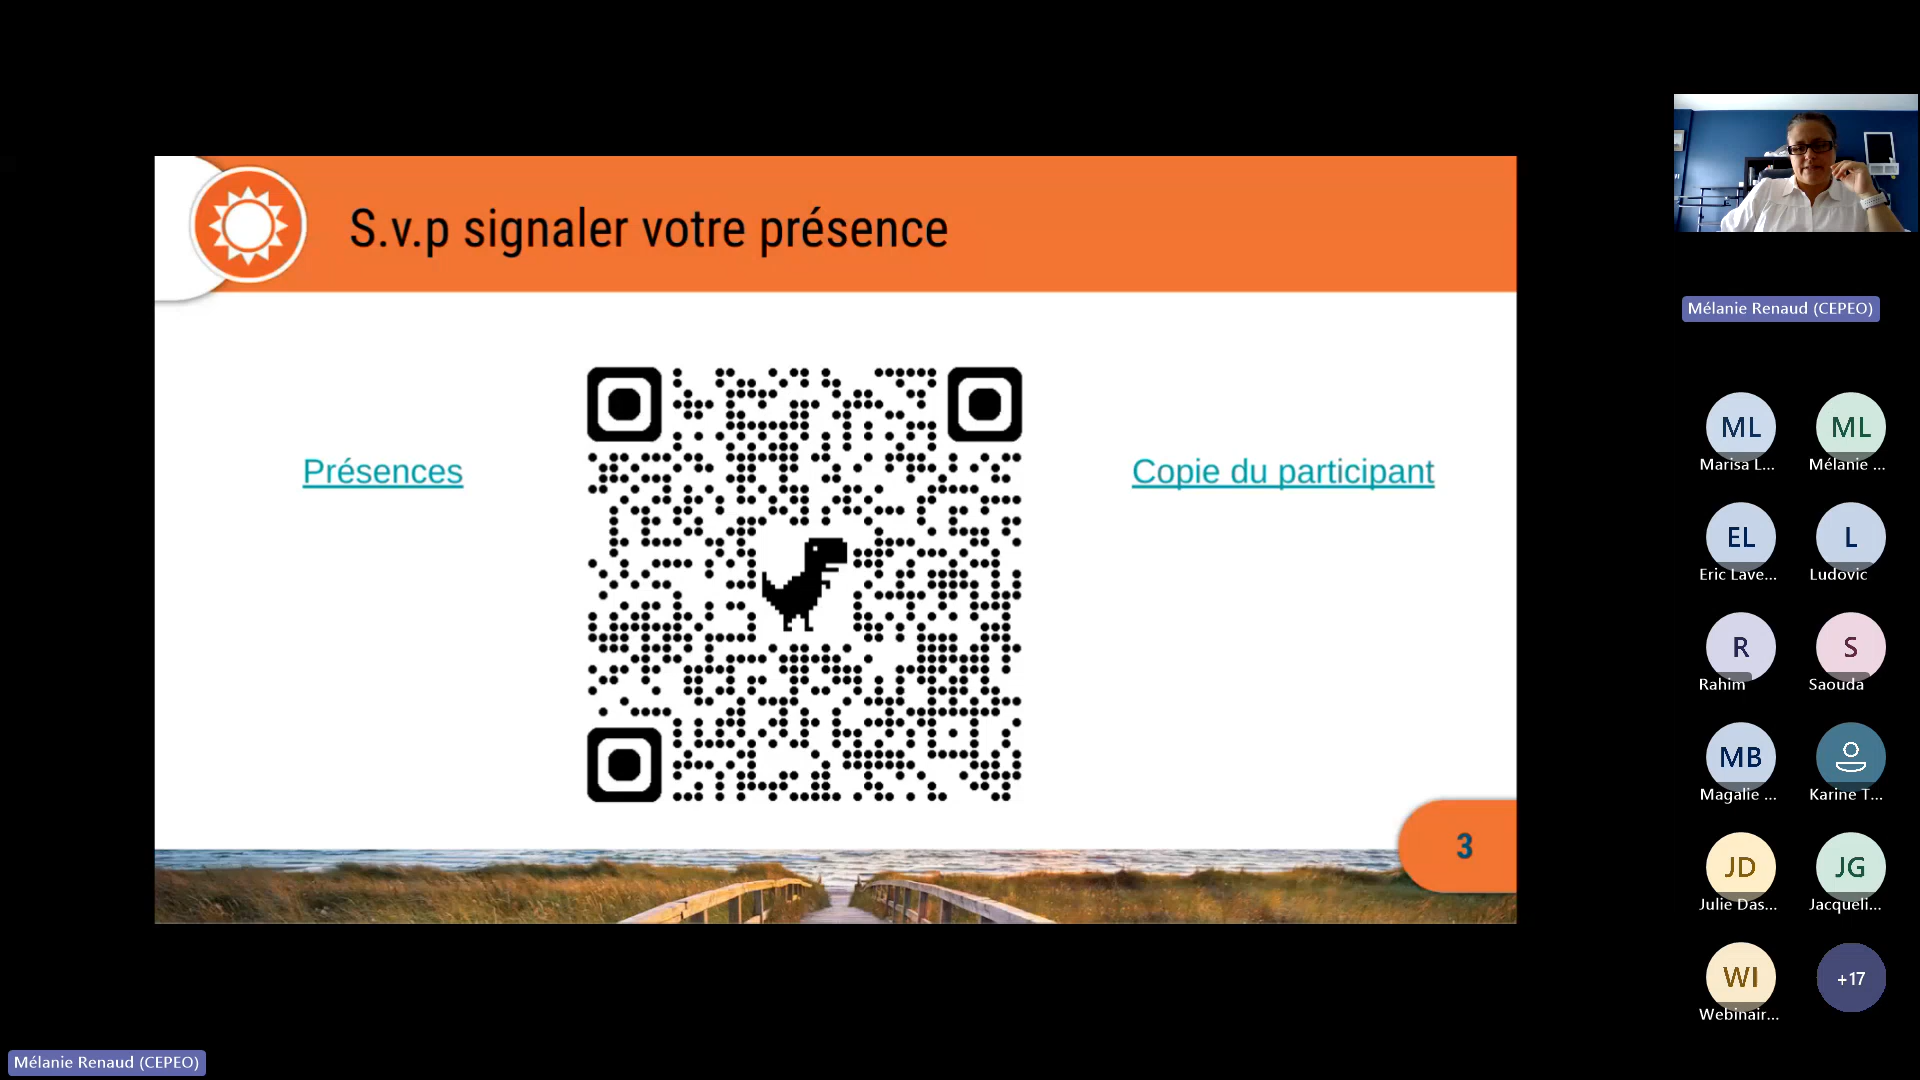 S.v.p signaler votre présence
Présences
Copie du participant
3
Mélanie Renaud (CEPEO)
ML
Marisa L...
ML
Mélanie ...
EL
Eric Lave...
L
Ludovic
R
Rahim
S
Saouda
MB
Magalie ...
Karine T...
JD
Julie Das...
JG
Jacqueli...
WI
Webinair...
+17
Mélanie Renaud (CEPEO)